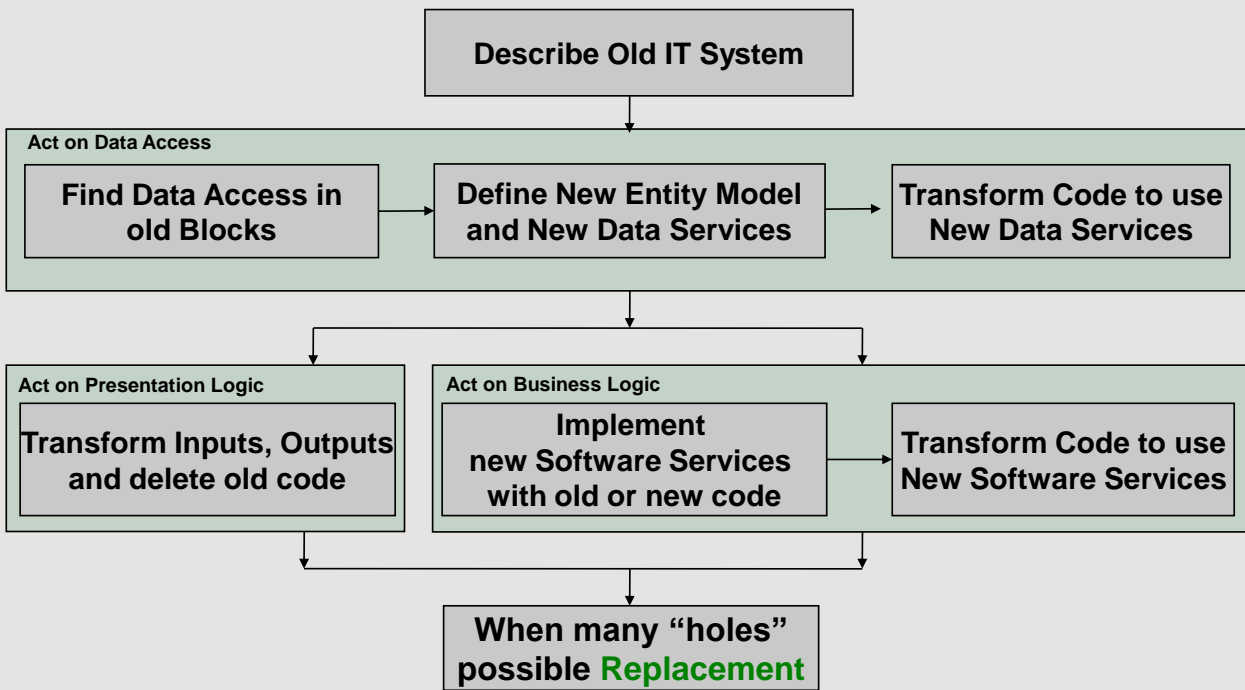 Describe Old IT System
Act on Data Access
Find Data Access in
old Blocks
Define New Entity Model
and New Data Services
Transform Code to use
New Data Services
Act on Presentation Logic
Transform Inputs, Outputs
and delete old code
Act on Business Logic
Implement
new Software Services
with old or new code
Transform Code to use
New Software Services
When many “holes”
possible Replacement